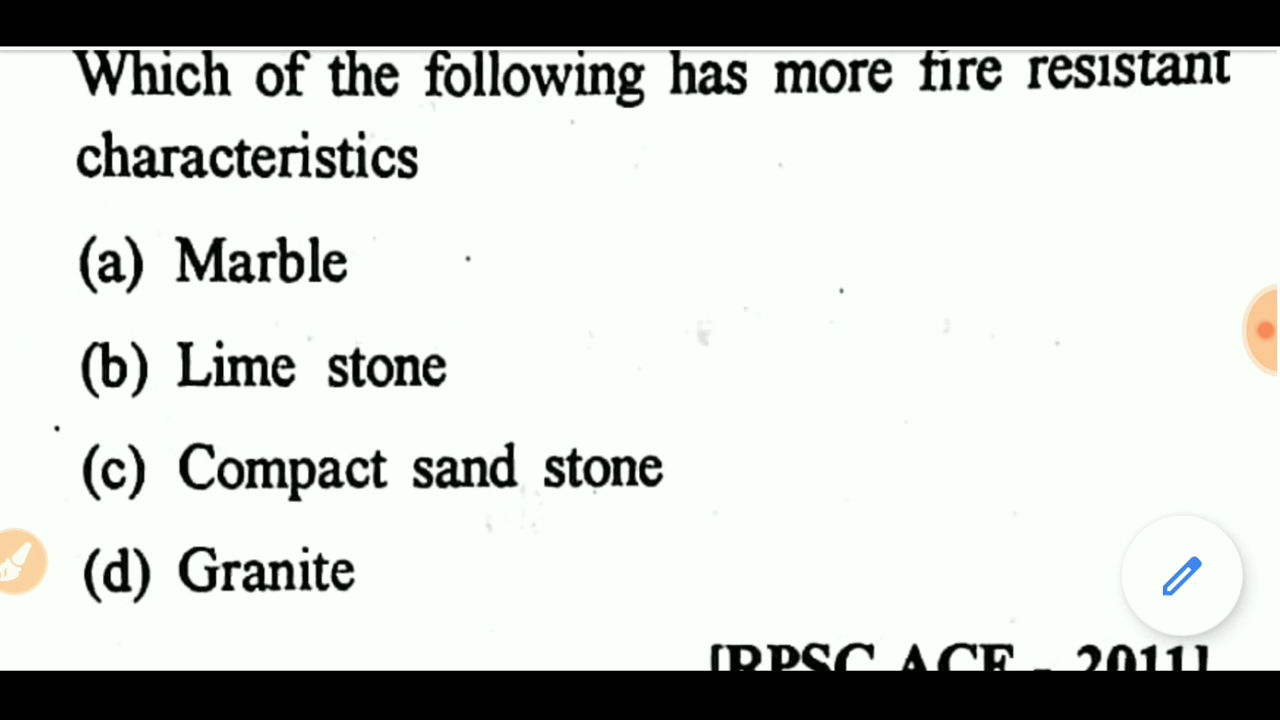 Which of the following has more fire resistant
characteristics
(a) Marble
(b) Lime stone
(c) Compact sand stone
(d) Granite
[RPSC ACF - 2011]